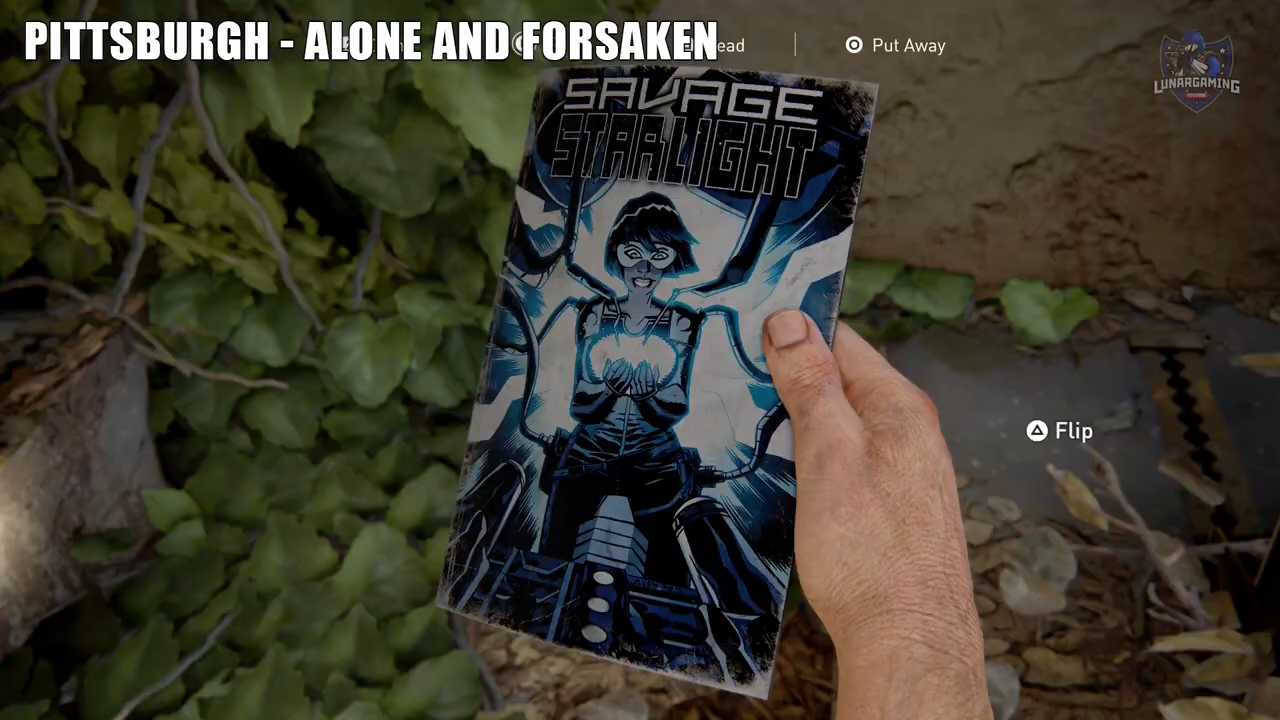 PITTSBURGH - ALONE AND FORSAKEN
Put Away
SAVAGE
STARLIGHT
LUNARGAMING
Flip